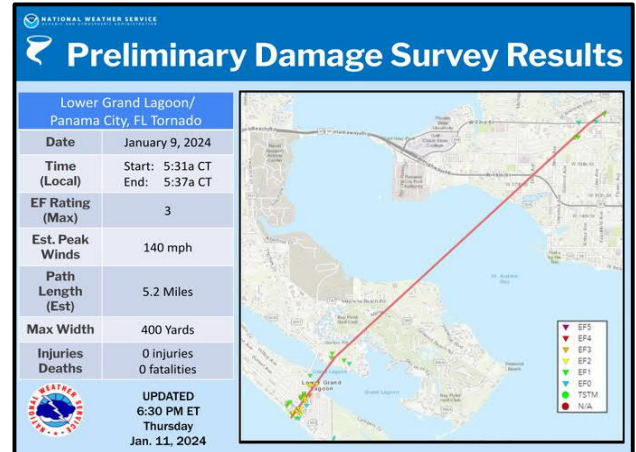 NATIONAL WEATHER SERVICE
Preliminary Damage Survey Results
Lower Grand Lagoon/
Panama City, FL Tornado
Date
January 9, 2024
Time
(Local)
Start: 5:31a CT
End: 5:37a CT
EF Rating
(Max)
3
Est. Peak
Winds
140 mph
Path
Length
(Est)
5.2 Miles
Max Width
400 Yards
Injuries
Deaths
0 injuries
0 fatalities
NATIONAL WEATHER SERVICE
UPDATED
6:30 PM ET
Thursday
Jan. 11, 2024
Lower Grand
Lagoon
Grand Lagoon
EF5
EF4
EF3
EF2
EF1
EF0
TSTM
N/A